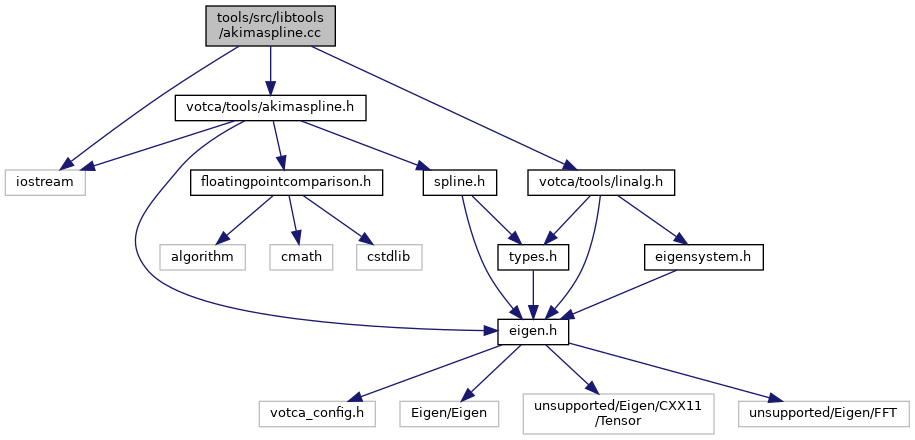 tools/src/libtools
/akimaspline.cc
votca/tools/akimaspline.h
iostream
floatingpointcomparison.h
spline.h
votca/tools/linalg.h
algorithm
cmath
cstdlib
types.h
eigensystem.h
eigen.h
votca_config.h
Eigen/Eigen
unsupported/Eigen/CXX11
/Tensor
unsupported/Eigen/FFT